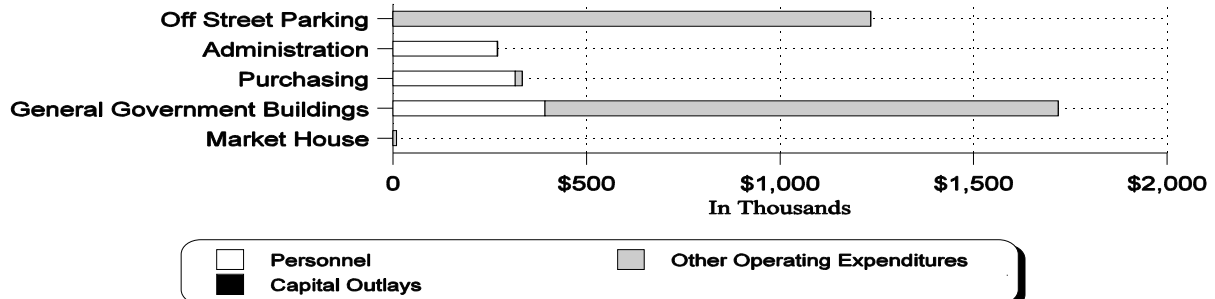 Off Street Parking
Administration
Purchasing
General Government Buildings
Market House
0 $500 $1,000 $1,500 $2,000
In Thousands
Personnel Other Operating Expenditures
Capital Outlays